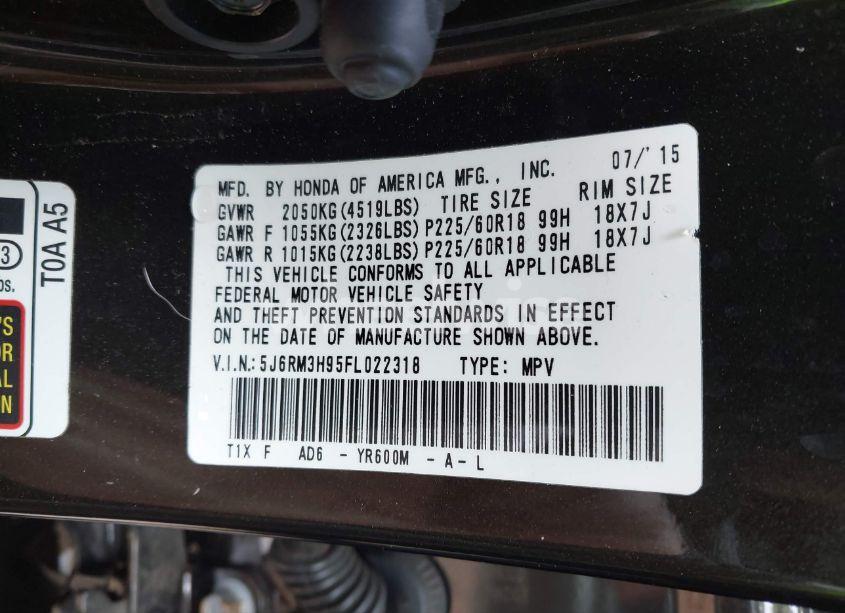 MFD. BY HONDA OF AMERICA MFG., INC. 07/'15
GVWR 2050KG(4519LBS) TIRE SIZE RIM SIZE
GAWR F 1055KG(2326LBS) P225/60R18 99H 18X7J
GAWR R 1015KG(2238LBS) P225/60R18 99H 18X7J
THIS VEHICLE CONFORMS TO ALL APPLICABLE
FEDERAL MOTOR VEHICLE SAFETY
AND THEFT PREVENTION STANDARDS IN EFFECT
ON THE DATE OF MANUFACTURE SHOWN ABOVE.
V.I.N.: 5J6RM3H95FL022318 TYPE: MPV
T1X F AD6 - YR600M - A - L
T0A A5
3
OR
AL